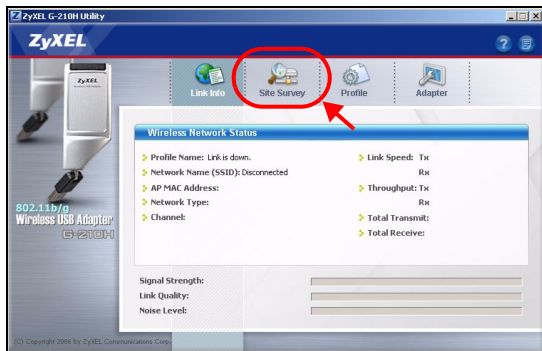 ZyXEL G-210H Utility
ZyXEL
ZyXEL
Link Info
Site Survey
Profile
Adapter
Wireless Network Status
Profile Name: Link is down.
Link Speed: Tx
Network Name (SSID): Disconnected
Rx
AP MAC Address:
Throughput: Tx
Network Type:
Rx
Channel:
Total Transmit:
Total Receive:
802.11b/g
Wireless USB Adapter
G-210H
Signal Strength:
Link Quality:
Noise Level:
(C) Copyright 2006 by ZyXEL Communications Corp.